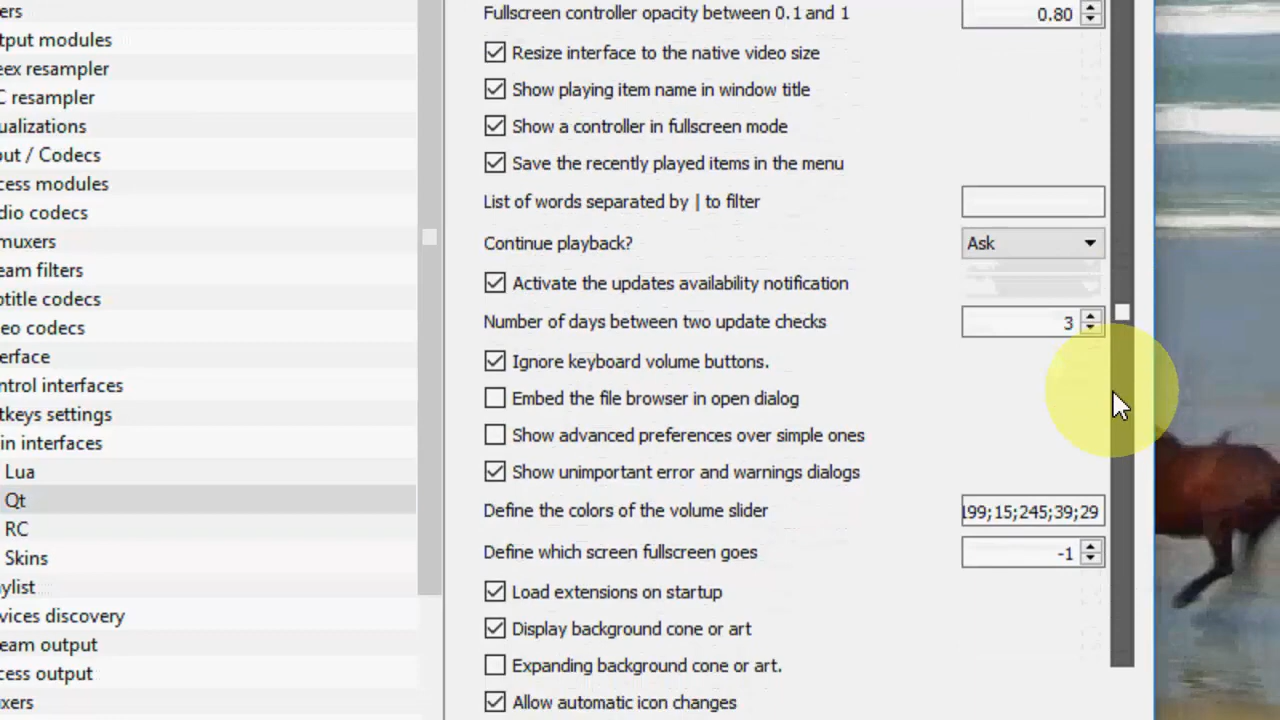 ers
tput modules
eex resampler
C resampler
ualizations
out / Codecs
cess modules
dio codecs
muxers
eam filters
btitle codecs
eo codecs
erface
ntrol interfaces
tkeys settings
in interfaces
Lua
Qt
RC
Skins
ylist
vices discovery
eam output
cess output
xers
Fullscreen controller opacity between 0.1 and 1 0.80
Resize interface to the native video size
Show playing item name in window title
Show a controller in fullscreen mode
Save the recently played items in the menu
List of words separated by | to filter
Continue playback? Ask
Activate the updates availability notification
Number of days between two update checks 3
Ignore keyboard volume buttons.
Embed the file browser in open dialog
Show advanced preferences over simple ones
Show unimportant error and warnings dialogs
Define the colors of the volume slider 199;15;245;39;29
Define which screen fullscreen goes -1
Load extensions on startup
Display background cone or art
Expanding background cone or art.
Allow automatic icon changes